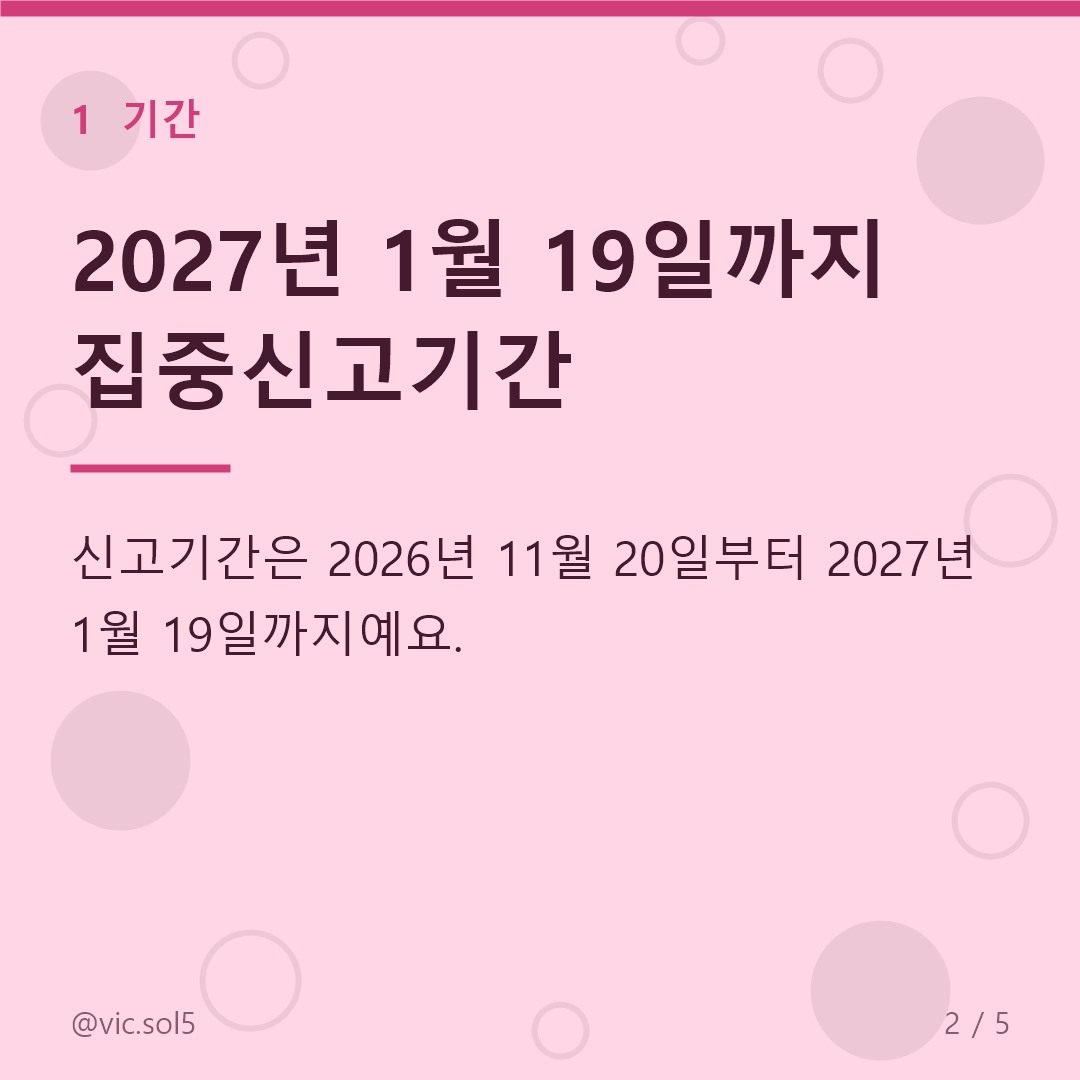 1 기간
2027년 1월 19일까지
집중신고기간
신고기간은 2026년 11월 20일부터 2027년
1월 19일까지예요.
@vic.sol5
2 / 5